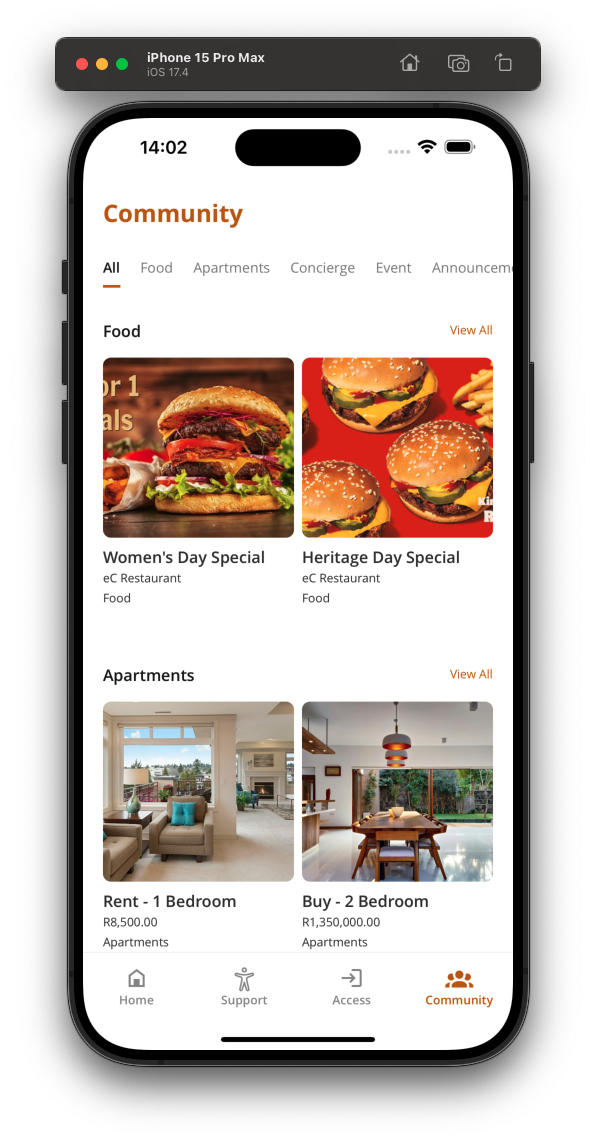 iPhone 15 Pro Max
iOS 17.4
14:02
Community
All Food Apartments Concierge Event
Food View All
or 1
als
Women's Day Special Heritage Day Special
eC Restaurant eC Restaurant
Food Food
Apartments View All
Rent - 1 Bedroom Buy - 2 Bedroom
R8,500.00 R1,350,000.00
Apartments Apartments
Home Support Access Community